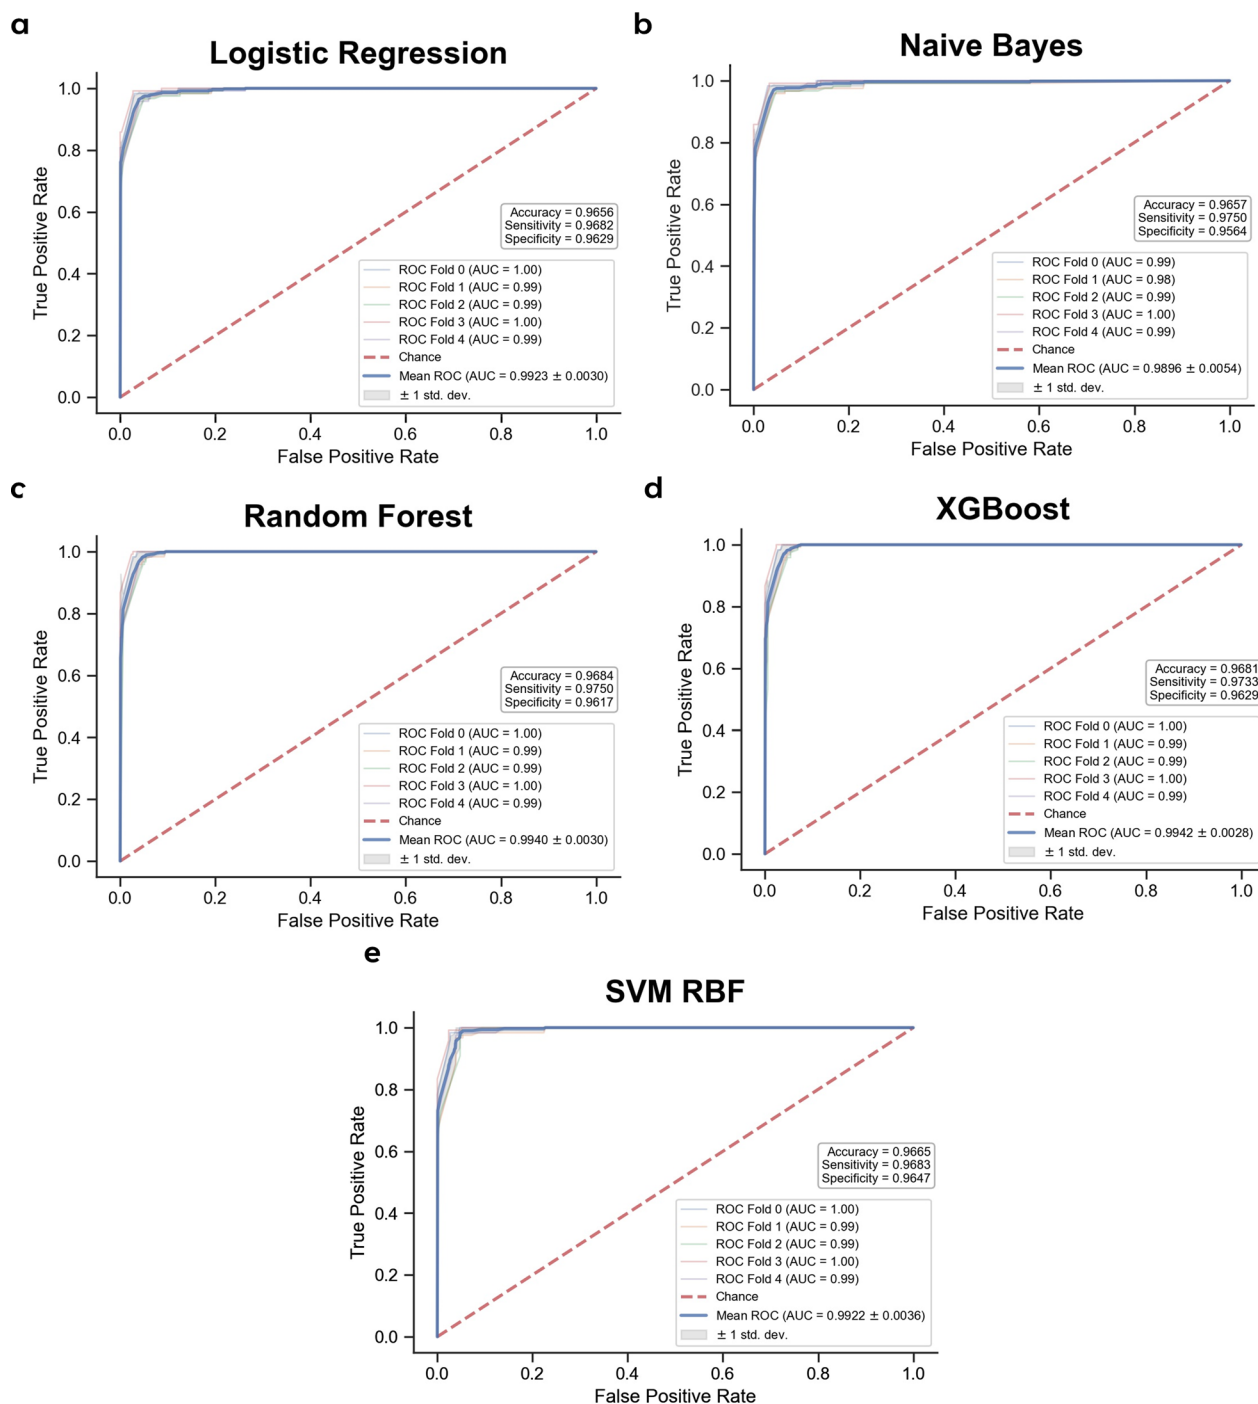 a
Logistic Regression
1.0
0.8
0.6
0.4
0.2
0.0
True Positive Rate
0.0 0.2 0.4 0.6 0.8 1.0
False Positive Rate
Accuracy = 0.9656
Sensitivity = 0.9682
Specificity = 0.9629
ROC Fold 0 (AUC = 1.00)
ROC Fold 1 (AUC = 0.99)
ROC Fold 2 (AUC = 0.99)
ROC Fold 3 (AUC = 1.00)
ROC Fold 4 (AUC = 0.99)
Chance
Mean ROC (AUC = 0.9923 ± 0.0030)
± 1 std. dev.
b
Naive Bayes
1.0
0.8
0.6
0.4
0.2
0.0
True Positive Rate
0.0 0.2 0.4 0.6 0.8 1.0
False Positive Rate
Accuracy = 0.9657
Sensitivity = 0.9750
Specificity = 0.9564
ROC Fold 0 (AUC = 0.99)
ROC Fold 1 (AUC = 0.98)
ROC Fold 2 (AUC = 0.99)
ROC Fold 3 (AUC = 1.00)
ROC Fold 4 (AUC = 0.99)
Chance
Mean ROC (AUC = 0.9896 ± 0.0054)
± 1 std. dev.
c
Random Forest
1.0
0.8
0.6
0.4
0.2
0.0
True Positive Rate
0.0 0.2 0.4 0.6 0.8 1.0
False Positive Rate
Accuracy = 0.9684
Sensitivity = 0.9750
Specificity = 0.9617
ROC Fold 0 (AUC = 1.00)
ROC Fold 1 (AUC = 0.99)
ROC Fold 2 (AUC = 0.99)
ROC Fold 3 (AUC = 1.00)
ROC Fold 4 (AUC = 0.99)
Chance
Mean ROC (AUC = 0.9940 ± 0.0030)
± 1 std. dev.
d
XGBoost
1.0
0.8
0.6
0.4
0.2
0.0
True Positive Rate
0.0 0.2 0.4 0.6 0.8 1.0
False Positive Rate
Accuracy = 0.9681
Sensitivity = 0.9733
Specificity = 0.9629
ROC Fold 0 (AUC = 1.00)
ROC Fold 1 (AUC = 0.99)
ROC Fold 2 (AUC = 0.99)
ROC Fold 3 (AUC = 1.00)
ROC Fold 4 (AUC = 0.99)
Chance
Mean ROC (AUC = 0.9942 ± 0.0028)
± 1 std. dev.
e
SVM RBF
1.0
0.8
0.6
0.4
0.2
0.0
True Positive Rate
0.0 0.2 0.4 0.6 0.8 1.0
False Positive Rate
Accuracy = 0.9665
Sensitivity = 0.9683
Specificity = 0.9647
ROC Fold 0 (AUC = 1.00)
ROC Fold 1 (AUC = 0.99)
ROC Fold 2 (AUC = 0.99)
ROC Fold 3 (AUC = 1.00)
ROC Fold 4 (AUC = 0.99)
Chance
Mean ROC (AUC = 0.9922 ± 0.0036)
± 1 std. dev.